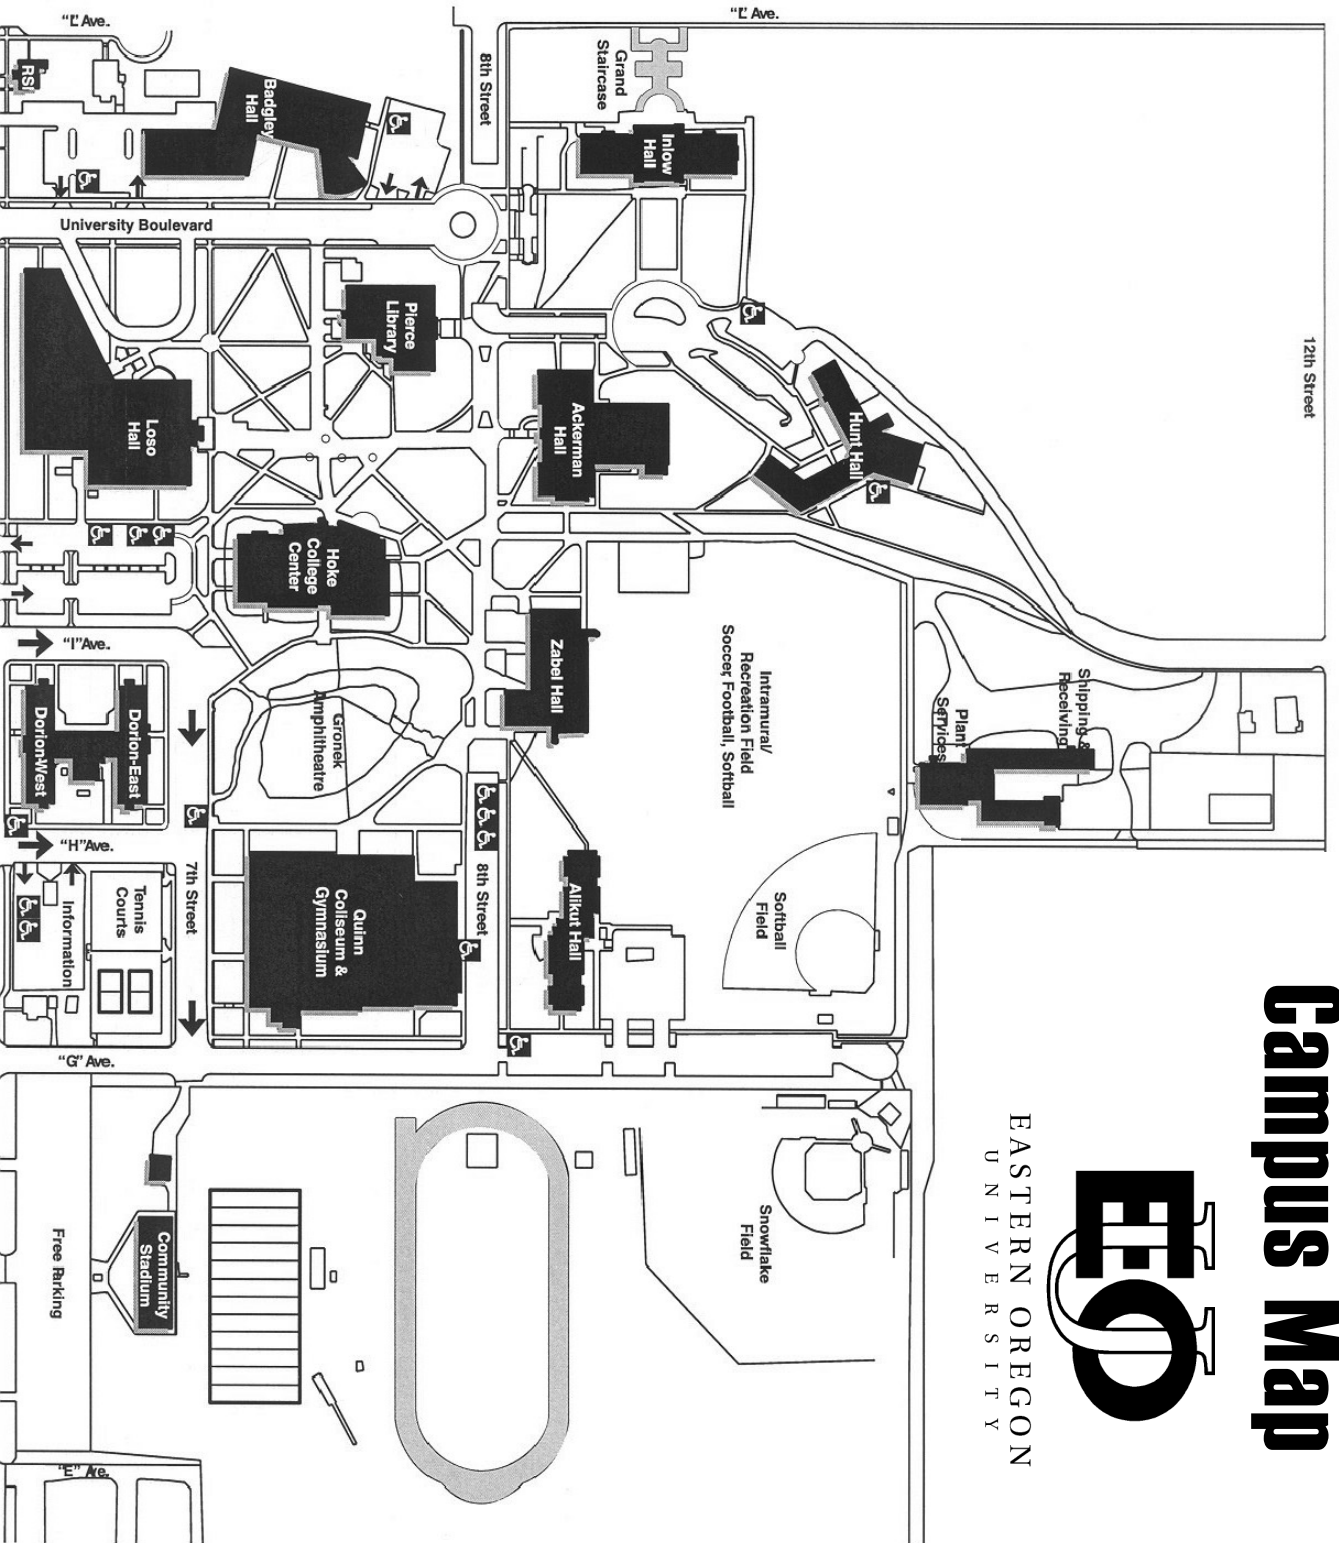 Campus Map
EO
EASTERN OREGON
UNIVERSITY
"L" Ave.
"L" Ave.
RSI
Badgley
Hall
8th Street
Grand
Staircase
Inlow
Hall
University Boulevard
Pierce
Library
12th Street
Loso
Hall
Ackerman
Hall
Hunt Hall
Hoke
College
Center
"I" Ave.
Zabel Hall
Intramural/
Recreation Field
Soccer, Football, Softball
Shipping &
Receiving
Plant
Services
Gronek
Amphitheatre
Dorion-West
Dorion-East
"H" Ave.
7th Street
8th Street
Tennis
Courts
Information
Quinn
Coliseum &
Gymnasium
Alikut Hall
Softball
Field
"G" Ave.
Snowflake
Field
Community
Stadium
Free Parking
"E" Ave.